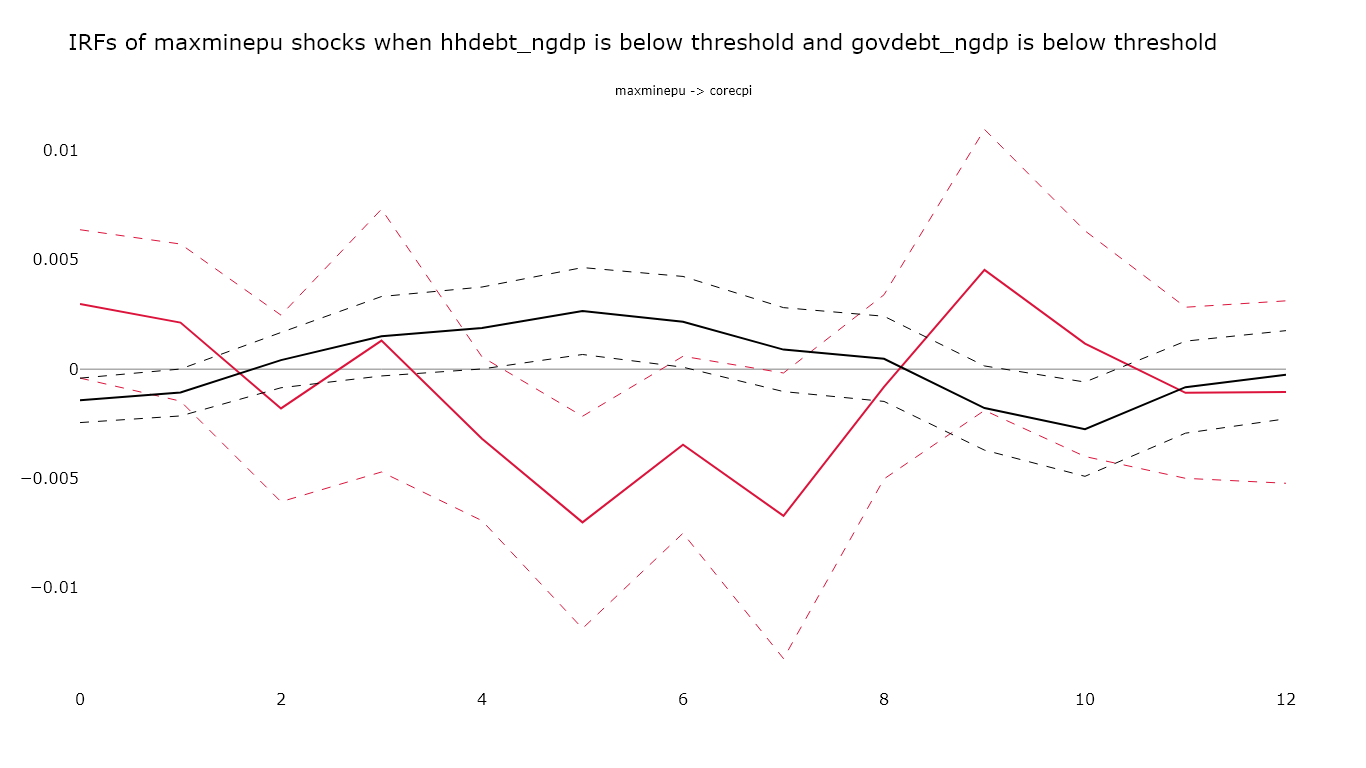 IRFs of maxminepu shocks when hhdebt_ngdp is below threshold and govdebt_ngdp is below threshold
maxminepu -> corecpi
0.01
0.005
0
−0.005
−0.01
0 2 4 6 8 10 12